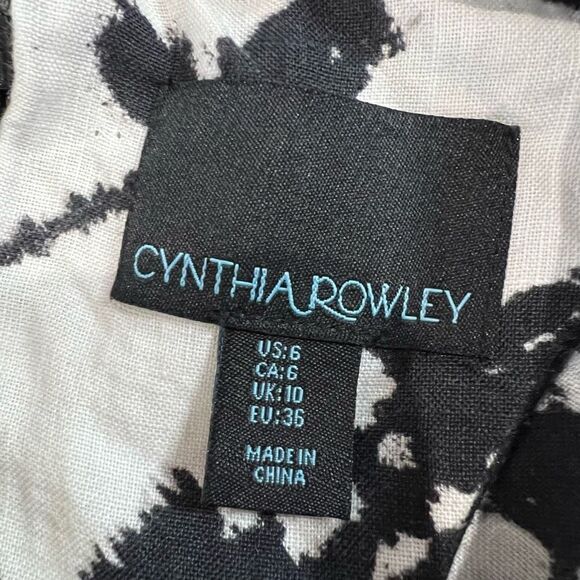 CYNTHIA ROWLEY
US:6
CA:6
UK:10
EU:36
MADE IN
CHINA